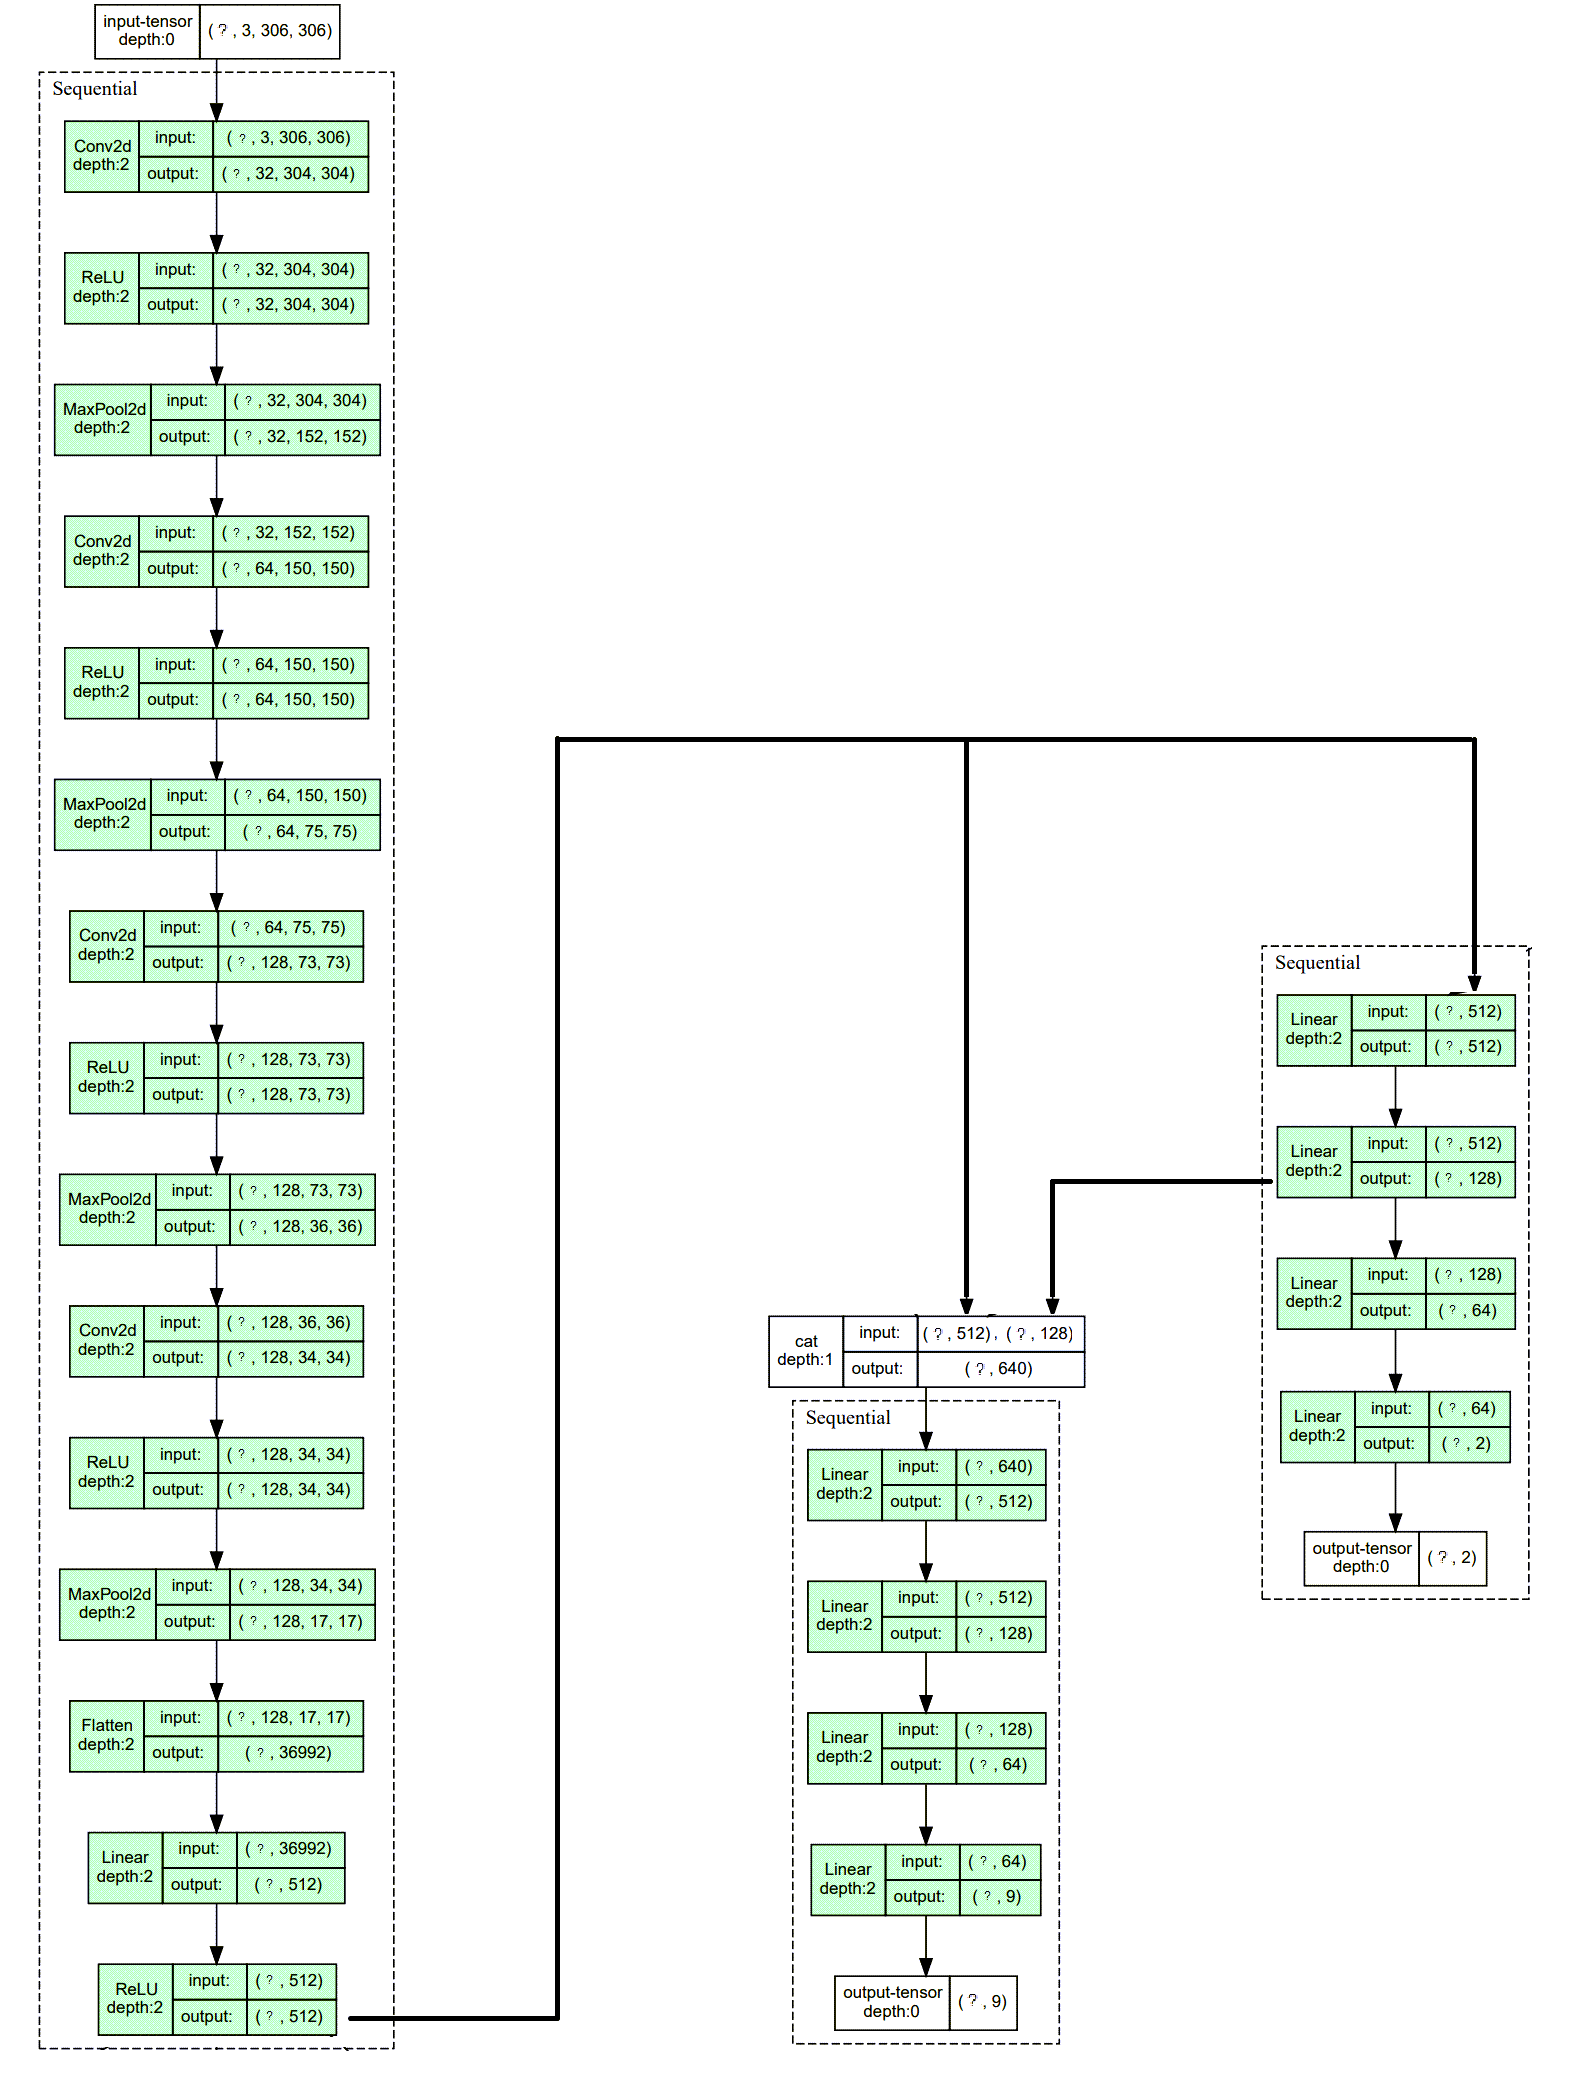 input-tensor
depth:0
( ? , 3, 306, 306)
Sequential
Conv2d
depth:2
input:
( ? , 3, 306, 306)
output:
( ? , 32, 304, 304)
ReLU
depth:2
input:
( ? , 32, 304, 304)
output:
( ? , 32, 304, 304)
MaxPool2d
depth:2
input:
( ? , 32, 304, 304)
output:
( ? , 32, 152, 152)
Conv2d
depth:2
input:
( ? , 32, 152, 152)
output:
( ? , 64, 150, 150)
ReLU
depth:2
input:
( ? , 64, 150, 150)
output:
( ? , 64, 150, 150)
MaxPool2d
depth:2
input:
( ? , 64, 150, 150)
output:
( ? , 64, 75, 75)
Conv2d
depth:2
input:
( ? , 64, 75, 75)
output:
( ? , 128, 73, 73)
ReLU
depth:2
input:
( ? , 128, 73, 73)
output:
( ? , 128, 73, 73)
MaxPool2d
depth:2
input:
( ? , 128, 73, 73)
output:
( ? , 128, 36, 36)
Conv2d
depth:2
input:
( ? , 128, 36, 36)
output:
( ? , 128, 34, 34)
ReLU
depth:2
input:
( ? , 128, 34, 34)
output:
( ? , 128, 34, 34)
MaxPool2d
depth:2
input:
( ? , 128, 34, 34)
output:
( ? , 128, 17, 17)
Flatten
depth:2
input:
( ? , 128, 17, 17)
output:
( ? , 36992)
Linear
depth:2
input:
( ? , 36992)
output:
( ? , 512)
ReLU
depth:2
input:
( ? , 512)
output:
( ? , 512)
cat
depth:1
input:
( ? , 512), ( ? , 128)
output:
( ? , 640)
Sequential
Linear
depth:2
input:
( ? , 640)
output:
( ? , 512)
Linear
depth:2
input:
( ? , 512)
output:
( ? , 128)
Linear
depth:2
input:
( ? , 128)
output:
( ? , 64)
Linear
depth:2
input:
( ? , 64)
output:
( ? , 9)
output-tensor
depth:0
( ? , 9)
Sequential
Linear
depth:2
input:
( ? , 512)
output:
( ? , 512)
Linear
depth:2
input:
( ? , 512)
output:
( ? , 128)
Linear
depth:2
input:
( ? , 128)
output:
( ? , 64)
Linear
depth:2
input:
( ? , 64)
output:
( ? , 2)
output-tensor
depth:0
( ? , 2)